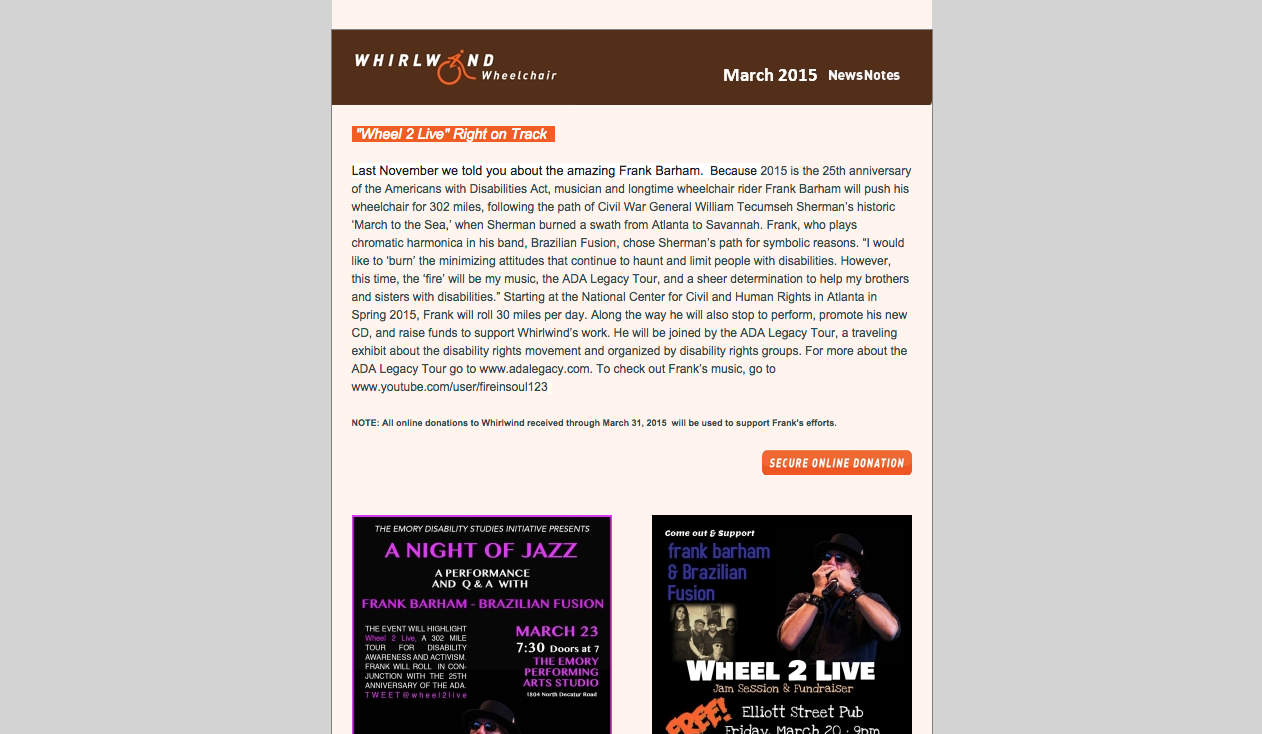 WHIRLWIND
Wheelchair
March 2015 NewsNotes
"Wheel 2 Live" Right on Track
Last November we told you about the amazing Frank Barham. Because 2015 is the 25th anniversary
of the Americans with Disabilities Act, musician and longtime wheelchair rider Frank Barham will push his
wheelchair for 302 miles, following the path of Civil War General William Tecumseh Sherman’s historic
‘March to the Sea,’ when Sherman burned a swath from Atlanta to Savannah. Frank, who plays
chromatic harmonica in his band, Brazilian Fusion, chose Sherman’s path for symbolic reasons. “I would
like to ‘burn’ the minimizing attitudes that continue to haunt and limit people with disabilities. However,
this time, the ‘fire’ will be my music, the ADA Legacy Tour, and a sheer determination to help my brothers
and sisters with disabilities.” Starting at the National Center for Civil and Human Rights in Atlanta in
Spring 2015, Frank will roll 30 miles per day. Along the way he will also stop to perform, promote his new
CD, and raise funds to support Whirlwind’s work. He will be joined by the ADA Legacy Tour, a traveling
exhibit about the disability rights movement and organized by disability rights groups. For more about the
ADA Legacy Tour go to www.adalegacy.com. To check out Frank’s music, go to
www.youtube.com/user/fireinsoul123
NOTE: All online donations to Whirlwind received through March 31, 2015 will be used to support Frank's efforts.
SECURE ONLINE DONATION
THE EMORY DISABILITY STUDIES INITIATIVE PRESENTS
A NIGHT OF JAZZ
A PERFORMANCE
AND Q & A WITH
FRANK BARHAM - BRAZILIAN FUSION
THE EVENT WILL HIGHLIGHT
Wheel 2 Live, A 302 MILE
TOUR FOR DISABILITY
AWARENESS AND ACTIVISM.
FRANK WILL ROLL IN CON-
JUNCTION WITH THE 25TH
ANNIVERSARY OF THE ADA.
TWEET@wheel2live
MARCH 23
7:30 Doors at 7
THE EMORY
PERFORMING
ARTS STUDIO
1804 North Decatur Road
Come out & Support
frank barham
& Brazilian
Fusion
WHEEL 2 LIVE
Jam Session & Fundraiser
FREE!
Elliott Street Pub
Friday, March 20 · 9pm